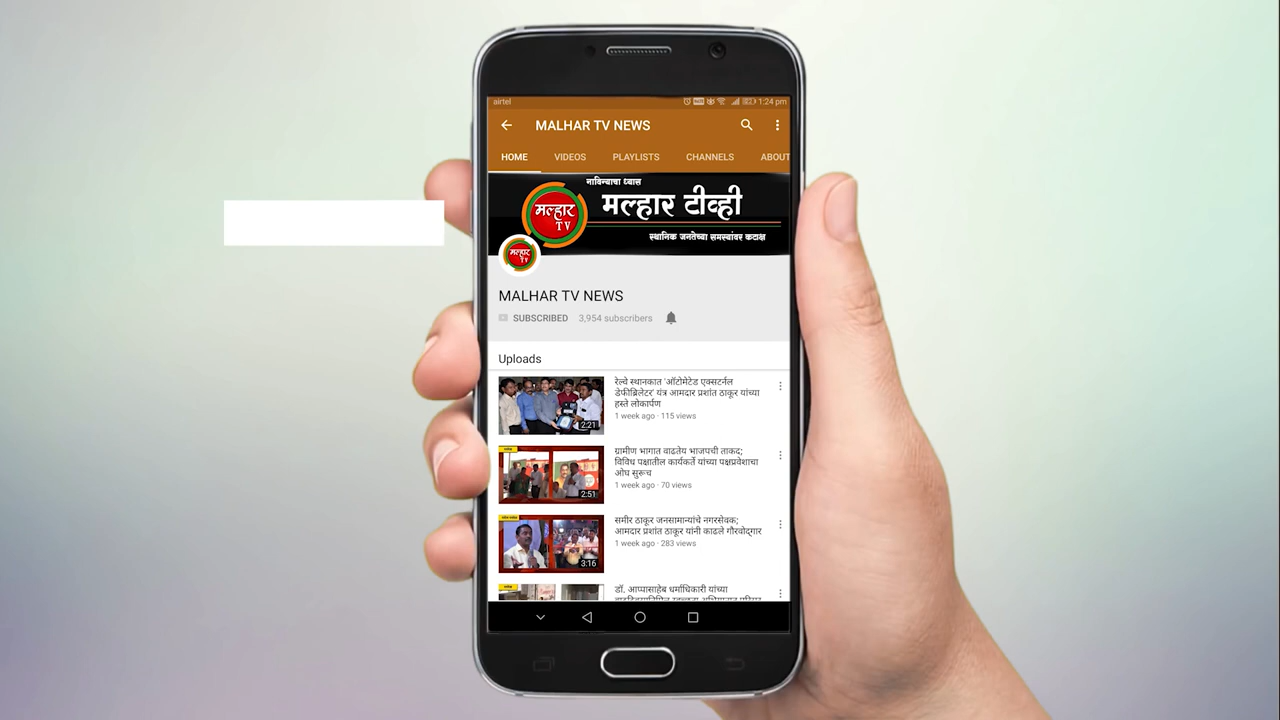 airtel 1:24 pm
MALHAR TV NEWS
HOME VIDEOS PLAYLISTS CHANNELS ABOUT
नाविन्याचा ध्यास
मल्हार टीव्ही
स्थानिक जनतेच्या समस्यांवर कटाक्ष
मल्हार
TV
मल्हार
TV
MALHAR TV NEWS
SUBSCRIBED 3,954 subscribers
Uploads
रेल्वे स्थानकात 'ऑटोमेटेड एक्सटर्नल
डेफीब्रिलेटर' यंत्र आमदार प्रशांत ठाकूर यांच्या
हस्ते लोकार्पण
1 week ago · 115 views
2:21
ग्रामीण भागात वाढतेय भाजपची ताकद;
विविध पक्षातील कार्यकर्ते यांच्या पक्षप्रवेशाचा
ओघ सुरूच
1 week ago · 70 views
2:51
समीर ठाकूर जनसामान्यांचे नगरसेवक;
आमदार प्रशांत ठाकूर यांनी काढले गौरवोद्गार
1 week ago · 283 views
3:16
डॉ. आप्पासाहेब धर्माधिकारी यांच्या